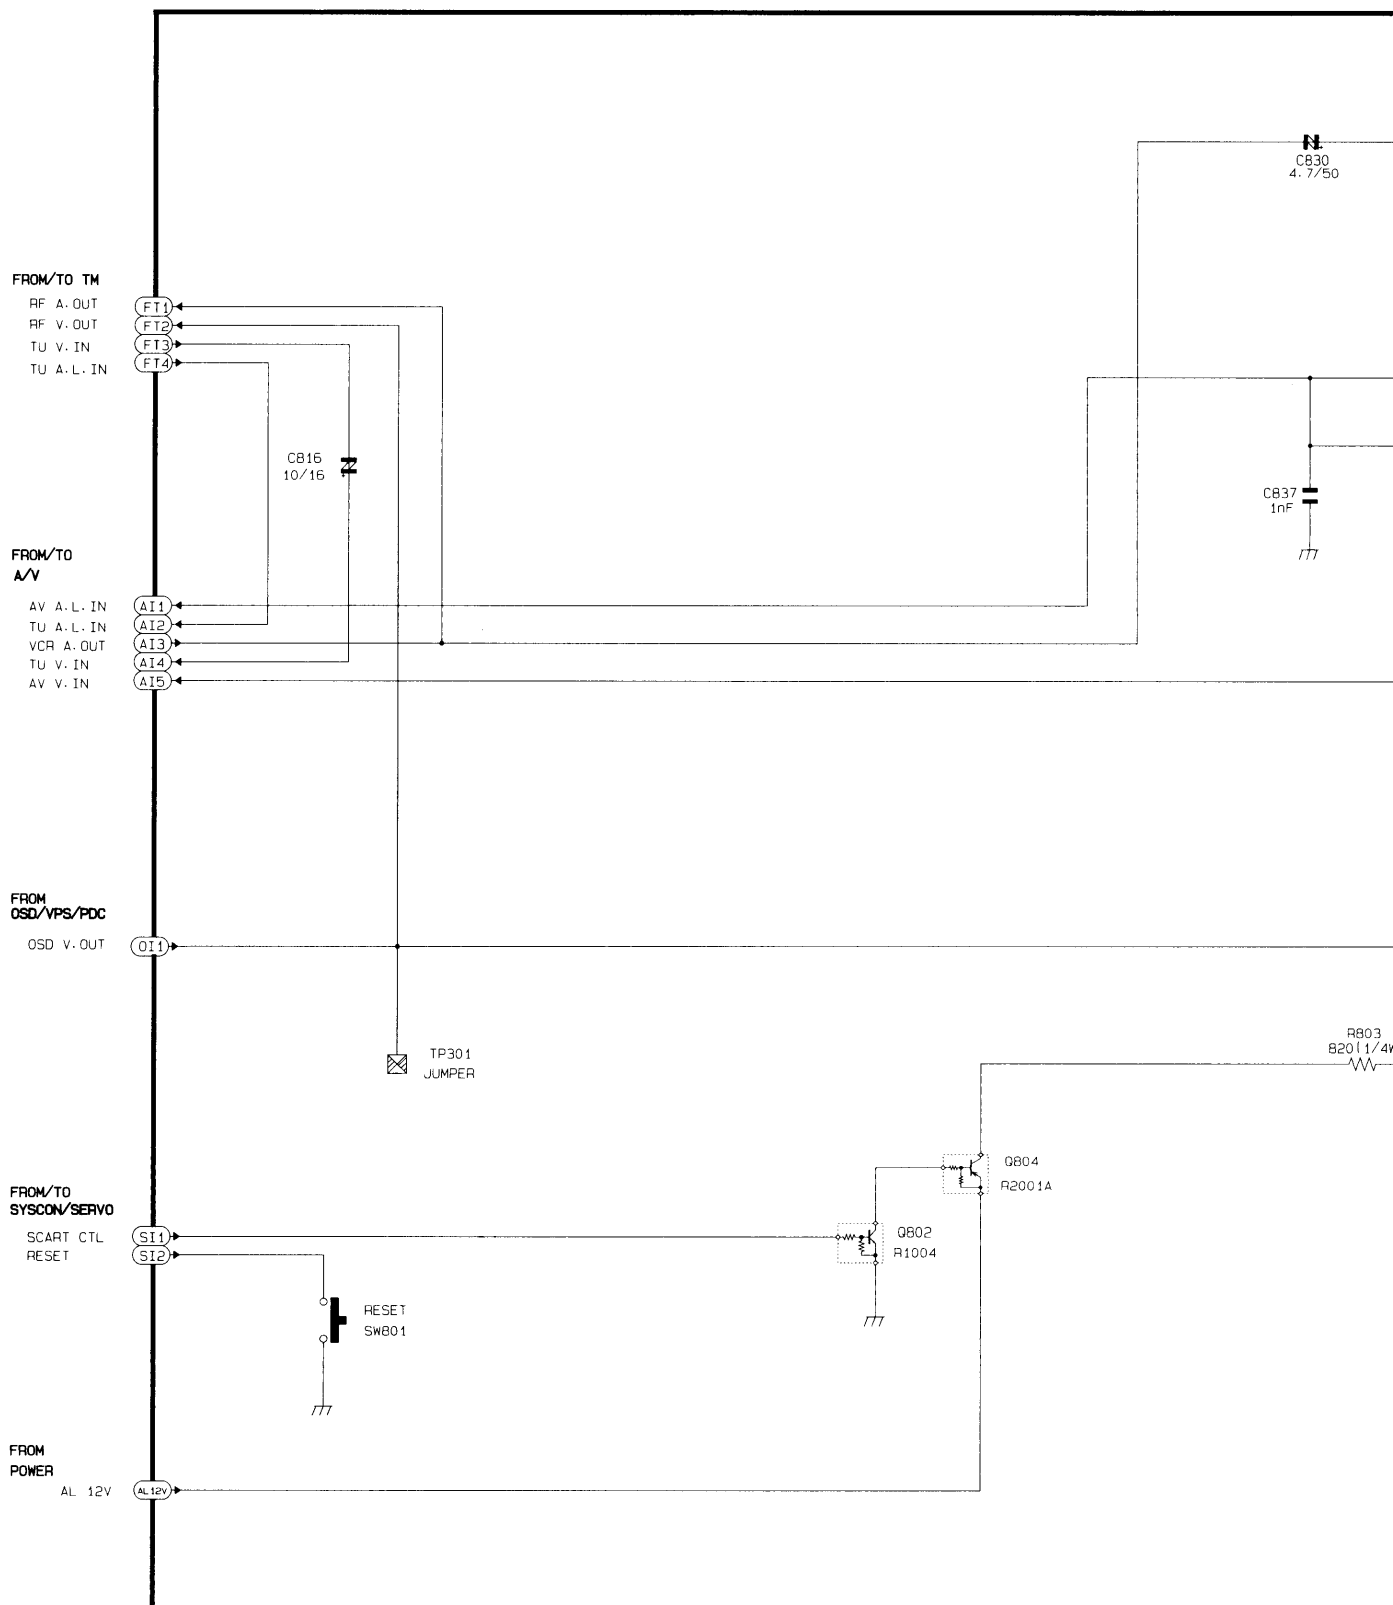 C830
4.7/50
FROM/TO TM
RF A.OUT FT1
RF V.OUT FT2
TU V.IN FT3
TU A.L.IN FT4
C816
10/16
C837
1nF
FROM/TO
A/V
AV A.L.IN AI1
TU A.L.IN AI2
VCR A.OUT AI3
TU V.IN AI4
AV V.IN AI5
FROM
OSD/VPS/PDC
OSD V.OUT OI1
R803
820(1/4W
TP301
JUMPER
Q804
R2001A
FROM/TO
SYSCON/SERVO
SCART CTL SI1
RESET SI2
Q802
R1004
RESET
SW801
FROM
POWER
AL 12V AL12V